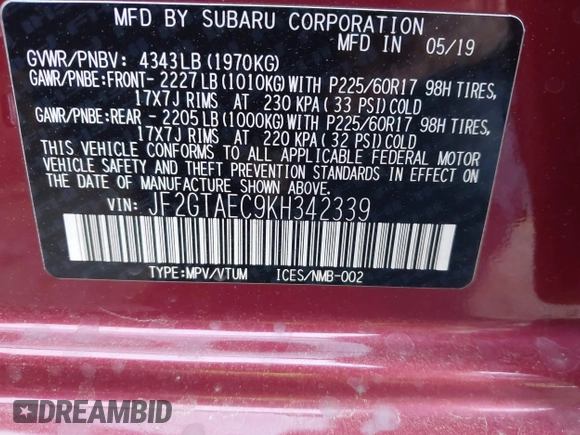 MFD BY SUBARU CORPORATION
MFD IN 05/19
GVWR/PNBV: 4343LB (1970KG)
GAWR/PNBE:FRONT-2227LB(1010KG)WITH P225/60R17 98H TIRES,
17X7J RIMS AT 230 KPA( 33 PSI)COLD
GAWR/PNBE:REAR -2205LB(1000KG)WITH P225/60R17 98H TIRES,
17X7J RIMS AT 220 KPA( 32 PSI)COLD
THIS VEHICLE CONFORMS TO ALL APPLICABLE FEDERAL MOTOR
VEHICLE SAFETY AND THEFT PREVENTION STANDARDS IN EFFECT
ON THE DATE OF MANUFACTURE SHOWN ABOVE.
VIN: JF2GTAEC9KH342339
TYPE:MPV/VTUM ICES/NMB-002
DREAMBID